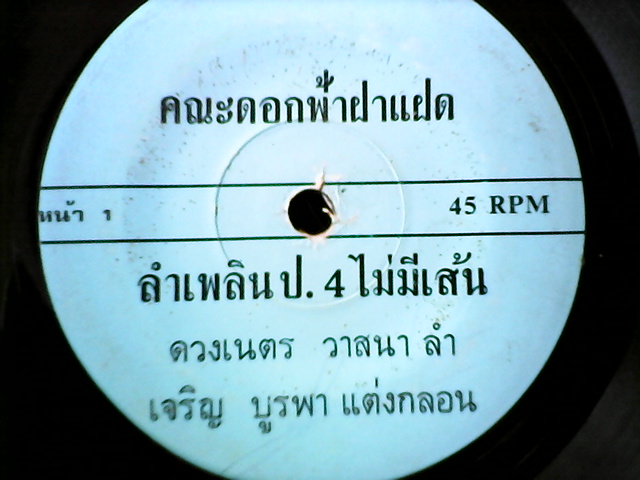 คณะดอกฟ้าฝาแฝด
หน้า 1 45 RPM
ลำเพลินป. 4 ไม่มีเส้น
ดวงเนตร วาสนา ลำ
เจริญ บูรพา แต่งกลอน